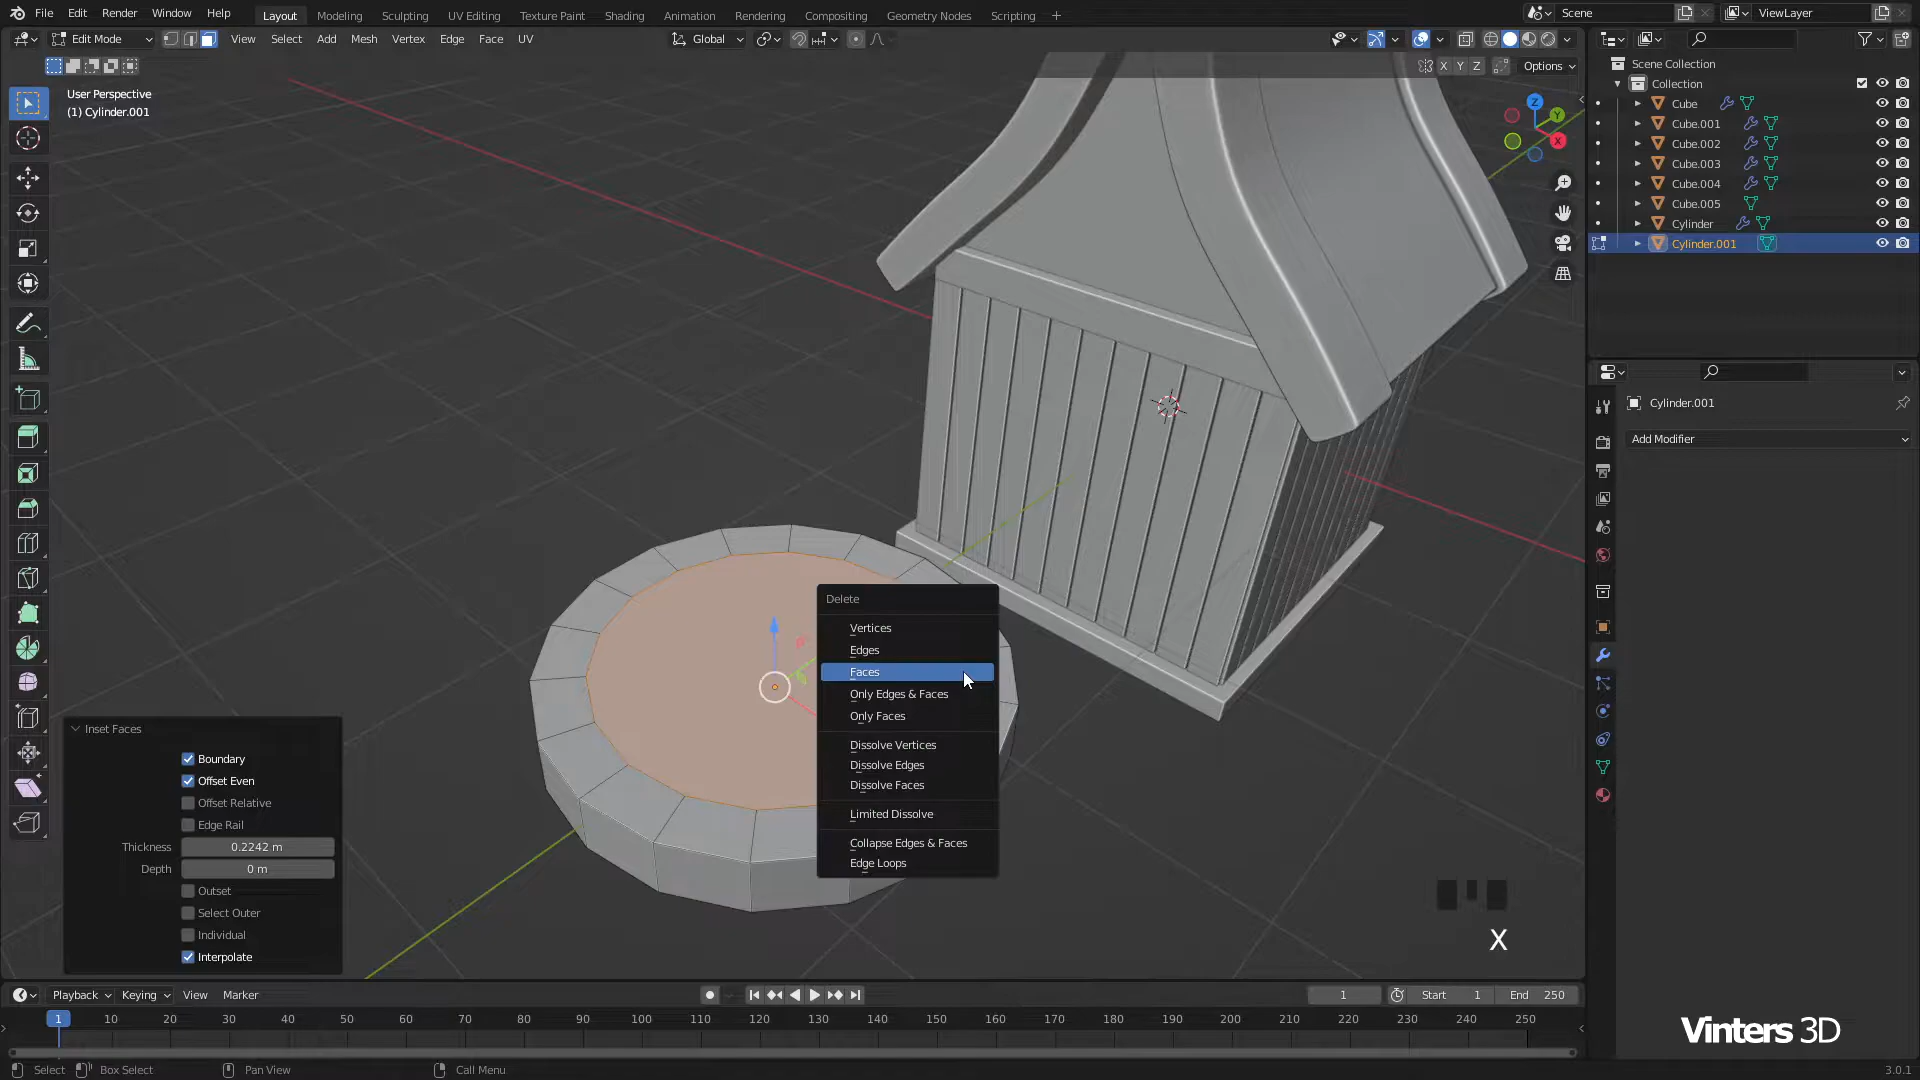 File Edit Render Window Help Layout Modeling Sculpting UV Editing Texture Paint Shading Animation Rendering Compositing Geometry Nodes Scripting + Scene ViewLayer
Edit Mode View Select Add Mesh Vertex Edge Face UV Global
X Y Z Options
User Perspective
(1) Cylinder.001
Z
Y
X
Scene Collection
Collection
Cube
Cube.001
Cube.002
Cube.003
Cube.004
Cube.005
Cylinder
Cylinder.001
Cylinder.001
Add Modifier
Delete
Vertices
Edges
Faces
Only Edges & Faces
Only Faces
Dissolve Vertices
Dissolve Edges
Dissolve Faces
Limited Dissolve
Collapse Edges & Faces
Edge Loops
Inset Faces
Boundary
Offset Even
Offset Relative
Edge Rail
Thickness 0.2242 m
Depth 0 m
Outset
Select Outer
Individual
Interpolate
X
Playback Keying View Marker 1 Start 1 End 250
1 10 20 30 40 50 60 70 80 90 100 110 120 130 140 150 160 170 180 190 200 210 220 230 240 250
Vinters 3D
Select Box Select Pan View Call Menu 3.0.1